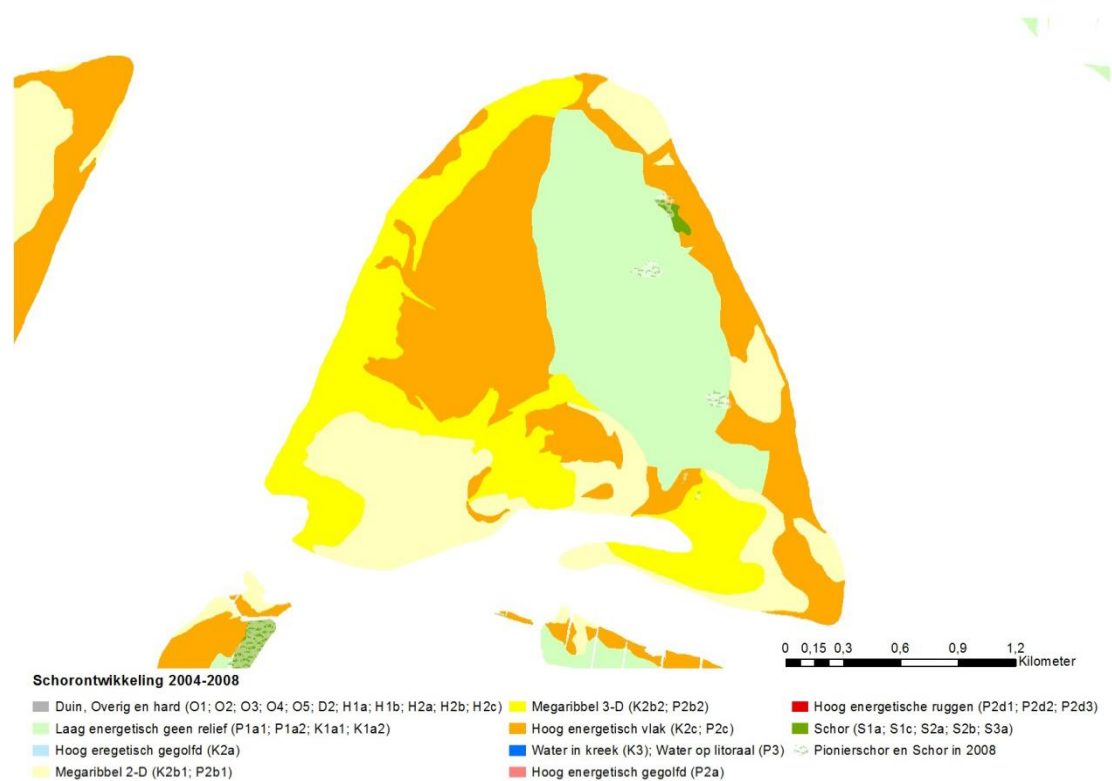 0 0,15 0,3 0,6 0,9 1,2
Kilometer
Schorontwikkeling 2004-2008
Duin, Overig en hard (O1; O2; O3; O4; O5; D2; H1a; H1b; H2a; H2b; H2c)
Laag energetisch geen relief (P1a1; P1a2; K1a1; K1a2)
Hoog eregetisch gegolfd (K2a)
Megaribbel 2-D (K2b1; P2b1)
Megaribbel 3-D (K2b2; P2b2)
Hoog energetisch vlak (K2c; P2c)
Water in kreek (K3); Water op litoraal (P3)
Hoog energetisch gegolfd (P2a)
Hoog energetische ruggen (P2d1; P2d2; P2d3)
Schor (S1a; S1c; S2a; S2b; S3a)
Pionierschor en Schor in 2008